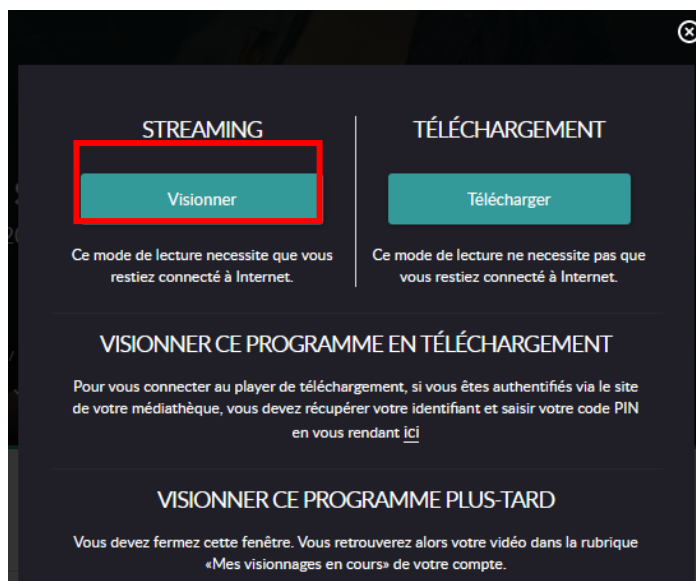 STREAMING
Visionner
Ce mode de lecture necessite que vous
restiez connecté à Internet.
TÉLÉCHARGEMENT
Télécharger
Ce mode de lecture ne necessite pas que
vous restiez connecté à Internet.
VISIONNER CE PROGRAMME EN TÉLÉCHARGEMENT
Pour vous connecter au player de téléchargement, si vous êtes authentifiés via le site
de votre médiathèque, vous devez récupérer votre identifiant et saisir votre code PIN
en vous rendant ici
VISIONNER CE PROGRAMME PLUS-TARD
Vous devez fermez cette fenêtre. Vous retrouverez alors votre vidéo dans la rubrique
«Mes visionnages en cours» de votre compte.